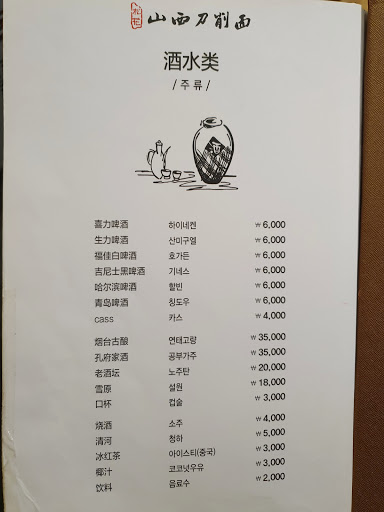 山西刀削面
酒水类
/ 주 류 /
喜力啤酒 하이네켄 ₩ 6,000
生力啤酒 산미구엘 ₩ 6,000
福佳白啤酒 호가든 ₩ 6,000
吉尼士黑啤酒 기네스 ₩ 6,000
哈尔滨啤酒 할빈 ₩ 6,000
青岛啤酒 칭도우 ₩ 6,000
cass 카스 ₩ 4,000
烟台古酿 연태고량 ₩ 35,000
孔府家酒 공부가주 ₩ 35,000
老酒坛 노주탄 ₩ 20,000
雪原 설원 ₩ 18,000
口杯 컵술 ₩ 3,000
烧酒 소주 ₩ 4,000
清河 청하 ₩ 5,000
冰红茶 아이스티(중국) ₩ 3,000
椰汁 코코넛우유 ₩ 3,000
饮料 음료수 ₩ 2,000